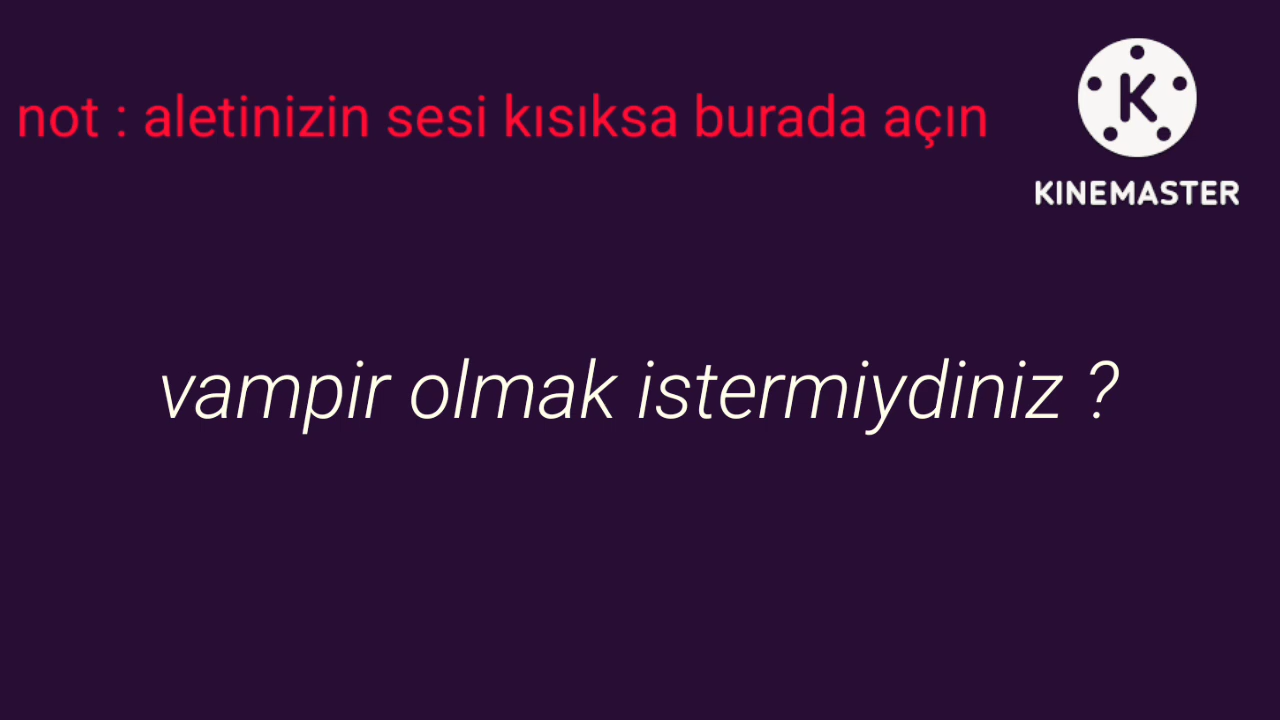 not : aletinizin sesi kısıksa burada açın
K
KINEMASTER
vampir olmak istermiydiniz ?